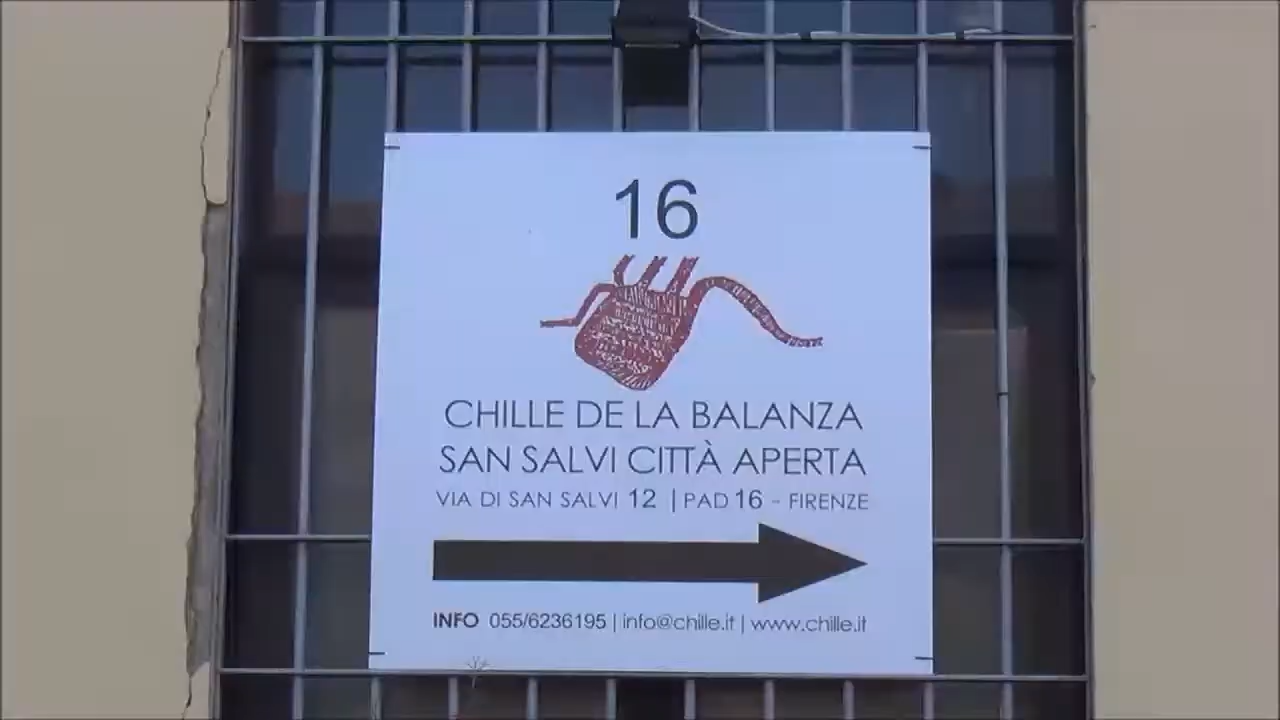 16
CHILLE DE LA BALANZA
SAN SALVI CITTÀ APERTA
VIA DI SAN SALVI 12 | PAD 16 - FIRENZE
INFO 055/6236195 | info@chille.it | www.chille.it